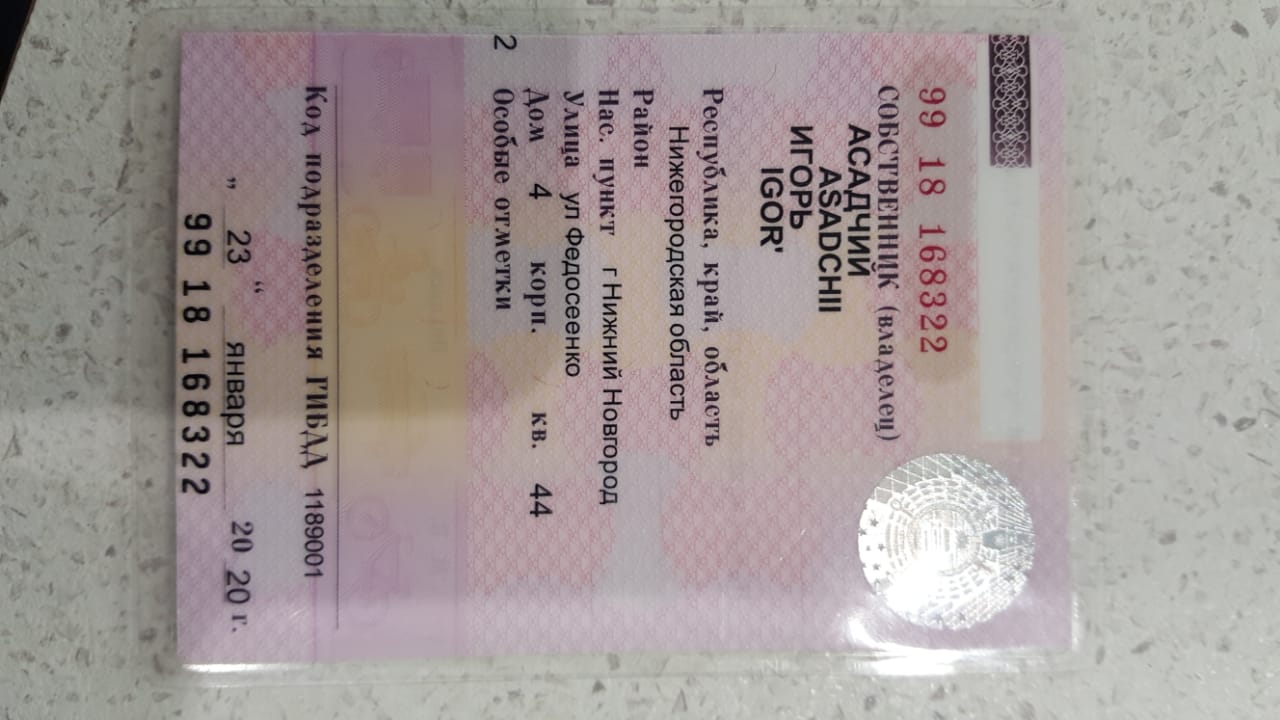 99 18 168322
СОБСТВЕННИК (владелец)
АСАДЧИЙ
ASADCHII
ИГОРЬ
IGOR'
Республика, край, область
Нижегородская область
Район
Нас. пункт г Нижний Новгород
Улица ул Федосеенко
Дом 4 корп. кв. 44
Особые отметки
2
Код подразделения ГИБДД 1189001
„ 23 “ января 20 20 г.
99 18 168322